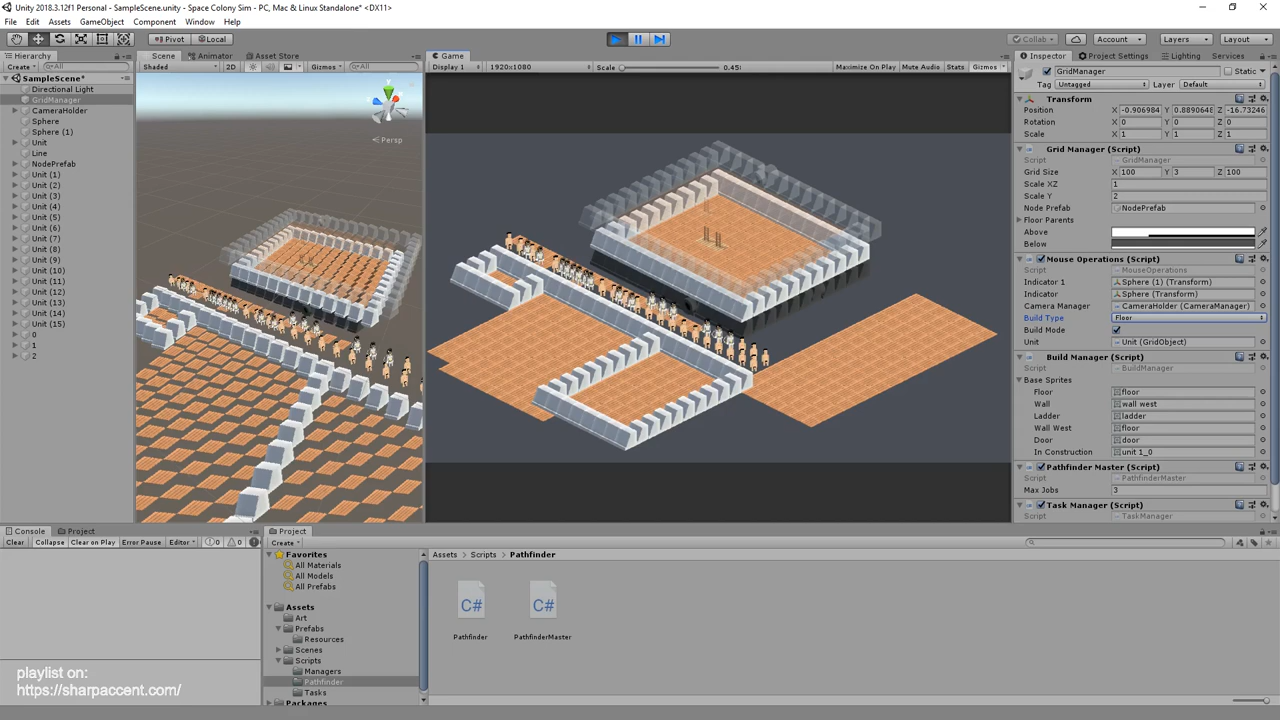 Unity 2018.3.12f1 Personal - SampleScene.unity - Space Colony Sim - PC, Mac & Linux Standalone* <DX11>
File Edit Assets GameObject Component Window Help
Pivot Local Collab Account Layers Layout
Hierarchy Scene Animator Asset Store Game Inspector Project Settings Lighting Services
Create All
Shaded 2D Gizmos All
Display 1 1920x1080 Scale 0.45 Maximize On Play Mute Audio Stats Gizmos
SampleScene*
Directional Light
GridManager
CameraHolder
Sphere
Sphere (1)
Unit
Line
NodePrefab
Unit (1)
Unit (2)
Unit (3)
Unit (4)
Unit (5)
Unit (6)
Unit (7)
Unit (8)
Unit (9)
Unit (10)
Unit (11)
Unit (12)
Unit (13)
Unit (14)
Unit (15)
0
1
2
Persp
GridManager Static
Tag Untagged Layer Default
Transform
Position X -0.906984 Y 0.8890648 Z -16.73246
Rotation X 0 Y 0 Z 0
Scale X 1 Y 1 Z 1
Grid Manager (Script)
Script GridManager
Grid Size X 100 Y 3 Z 100
Scale XZ 1
Scale Y 2
Node Prefab NodePrefab
Floor Parents
Above
Below
Mouse Operations (Script)
Script MouseOperations
Indicator 1 Sphere (1) (Transform)
Indicator Sphere (Transform)
Camera Manager CameraHolder (CameraManager)
Build Type Floor
Build Mode
Unit Unit (GridObject)
Build Manager (Script)
Script BuildManager
Base Sprites
Floor floor
Wall wall west
Ladder ladder
Wall West floor
Door door
In Construction unit 1_0
Pathfinder Master (Script)
Script PathfinderMaster
Max Jobs 3
Task Manager (Script)
Script TaskManager
Console Project
Clear Collapse Clear on Play Error Pause Editor 0 0
playlist on:
https://sharpaccent.com/
Project
Create
Favorites
All Materials
All Models
All Prefabs
Assets
Art
Prefabs
Resources
Scenes
Scripts
Managers
Pathfinder
Tasks
Packages
Assets Scripts Pathfinder
C# C#
Pathfinder PathfinderMaster